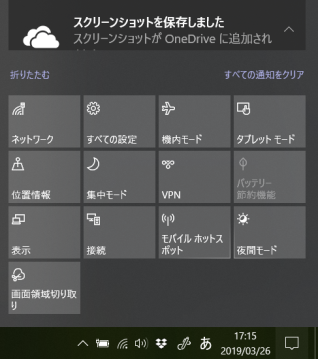 スクリーンショットを保存しました
スクリーンショットが OneDrive に追加され
折りたたむ
すべての通知をクリア
ネットワーク
すべての設定
機内モード
タブレット モード
位置情報
集中モード
VPN
バッテリー
節約機能
表示
接続
モバイル ホットス
ポット
夜間モード
画面領域切り取
り
あ
17:15
2019/03/26